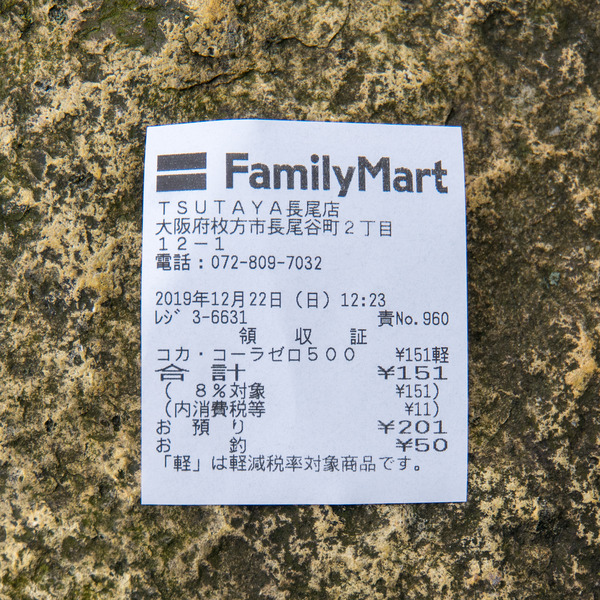 FamilyMart
TSUTAYA長尾店
大阪府枚方市長尾谷町2丁目
12-1
電話:072-809-7032
2019年12月22日(日)12:23
ﾚｼﾞ 3-6631 責No.960
領収証
コカ・コーラゼロ500 ¥151軽
合計 ¥151
( 8%対象 ¥151)
(内消費税等 ¥11)
お預り ¥201
お釣 ¥50
「軽」は軽減税率対象商品です。